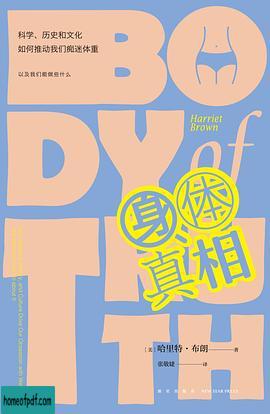 科学、历史和文化
如何推动我们痴迷体重
以及我们能做些什么
BO
Harriet
Brown
DY of
TRUTH
身体
真相
[美] 哈里特·布朗 著
张敬婕 译
新星出版社 NEW STAR PRESS
homeofpdf.com